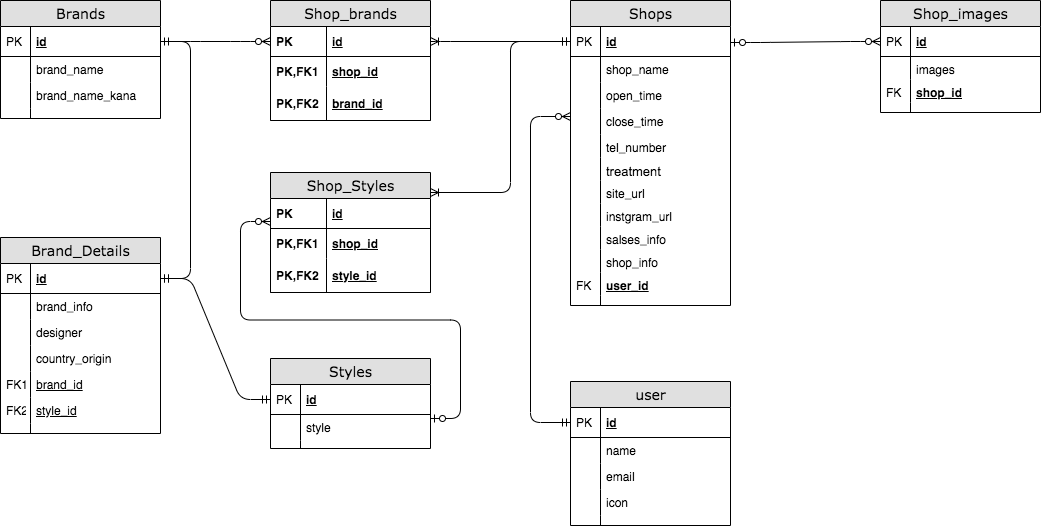 Brands
PK id
brand_name
brand_name_kana
Shop_brands
PK id
PK,FK1 shop_id
PK,FK2 brand_id
Shops
PK id
shop_name
open_time
close_time
tel_number
treatment
site_url
instgram_url
salses_info
shop_info
FK user_id
Shop_images
PK id
images
FK shop_id
Shop_Styles
PK id
PK,FK1 shop_id
PK,FK2 style_id
Brand_Details
PK id
brand_info
designer
country_origin
FK1 brand_id
FK2 style_id
Styles
PK id
style
user
PK id
name
email
icon